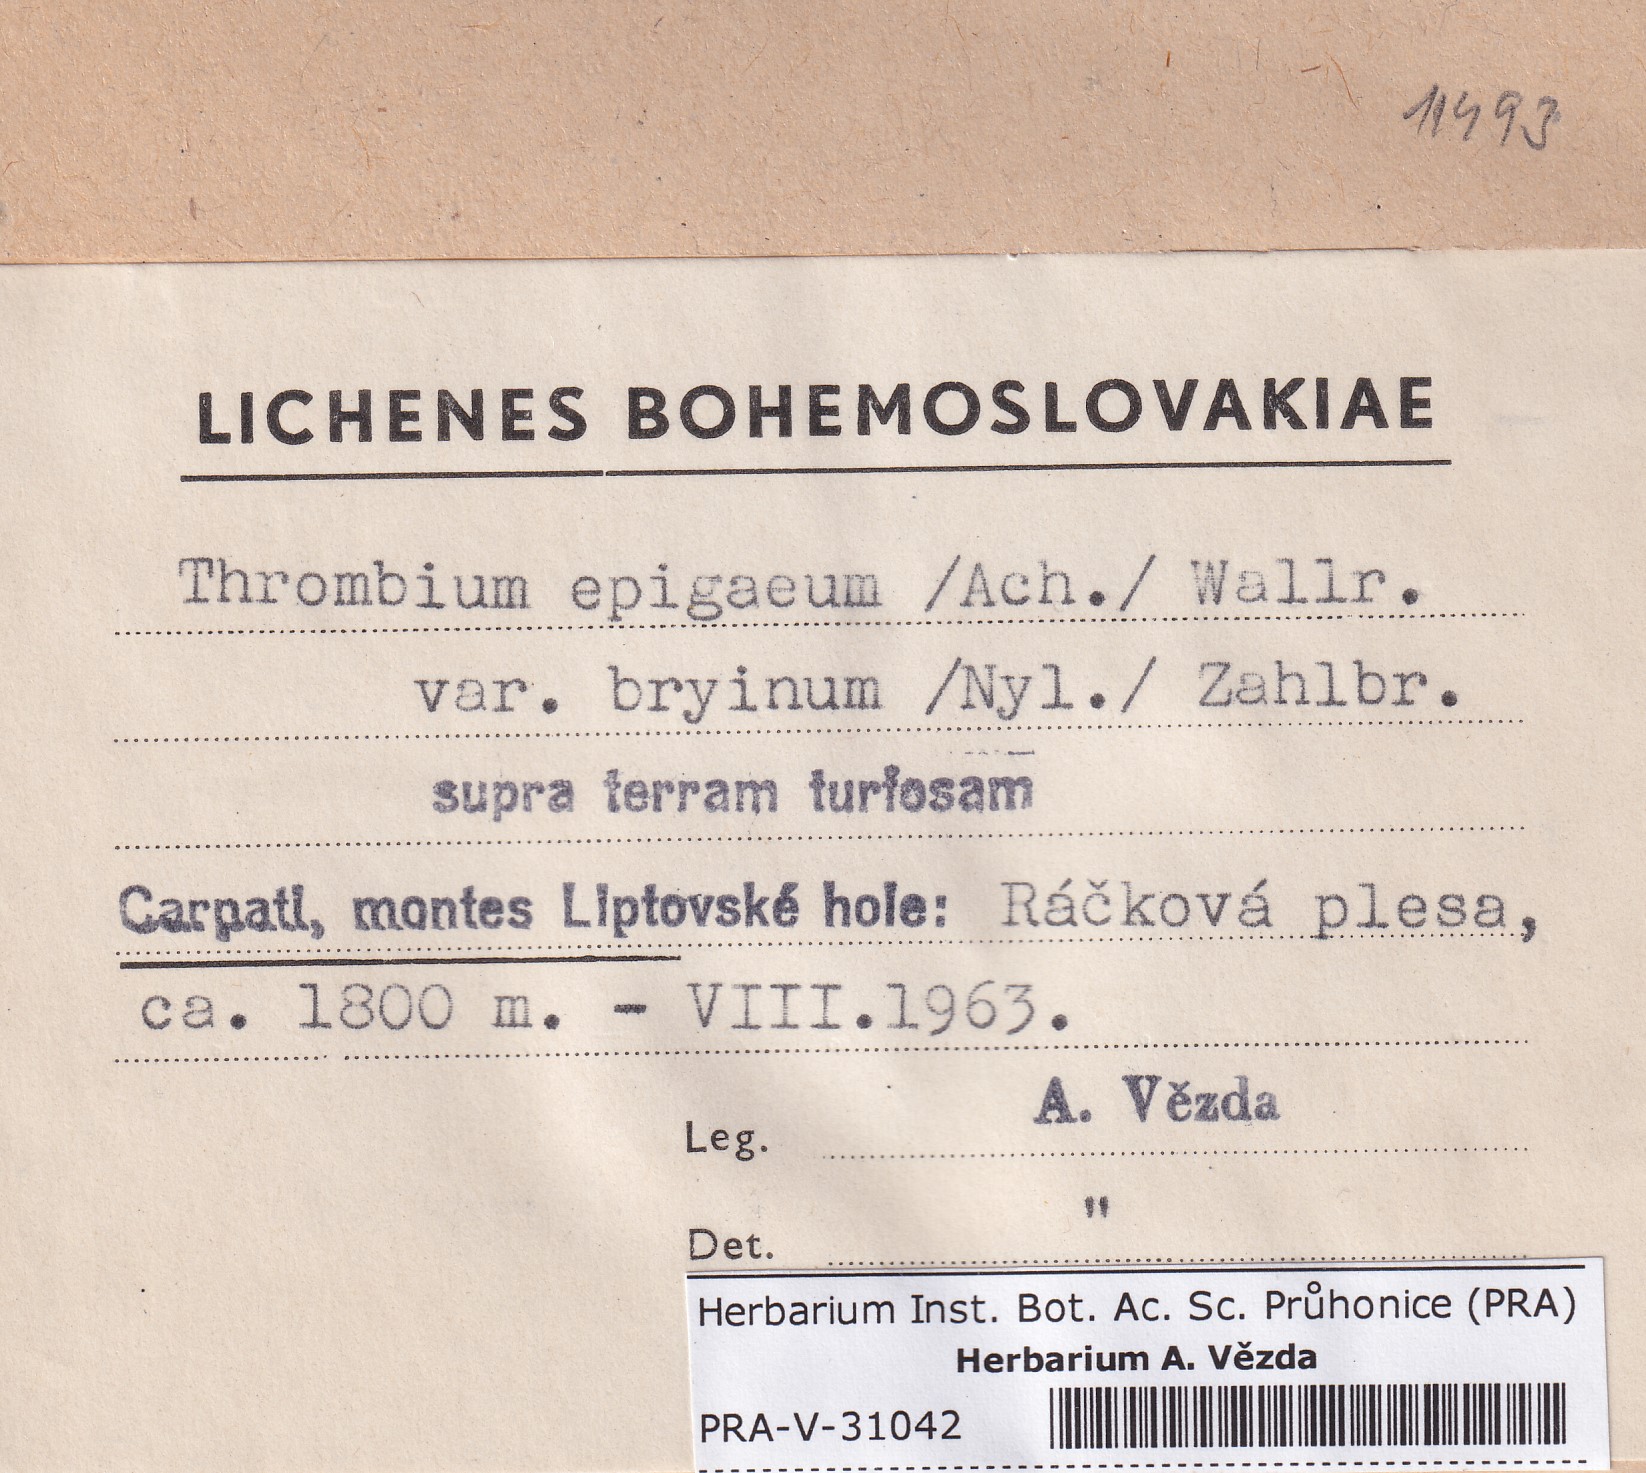 11493
LICHENES BOHEMOSLOVAKIAE
Thrombium epigaeum /Ach./ Wallr.
var. bryinum /Nyl./ Zahlbr.
supra terram turfosam
Carpati, montes Liptovské hole: Ráčková plesa,
ca. 1800 m. - VIII.1963.
A. Vězda
Leg.
"
Det.
Herbarium Inst. Bot. Ac. Sc. Průhonice (PRA)
Herbarium A. Vězda
PRA-V-31042